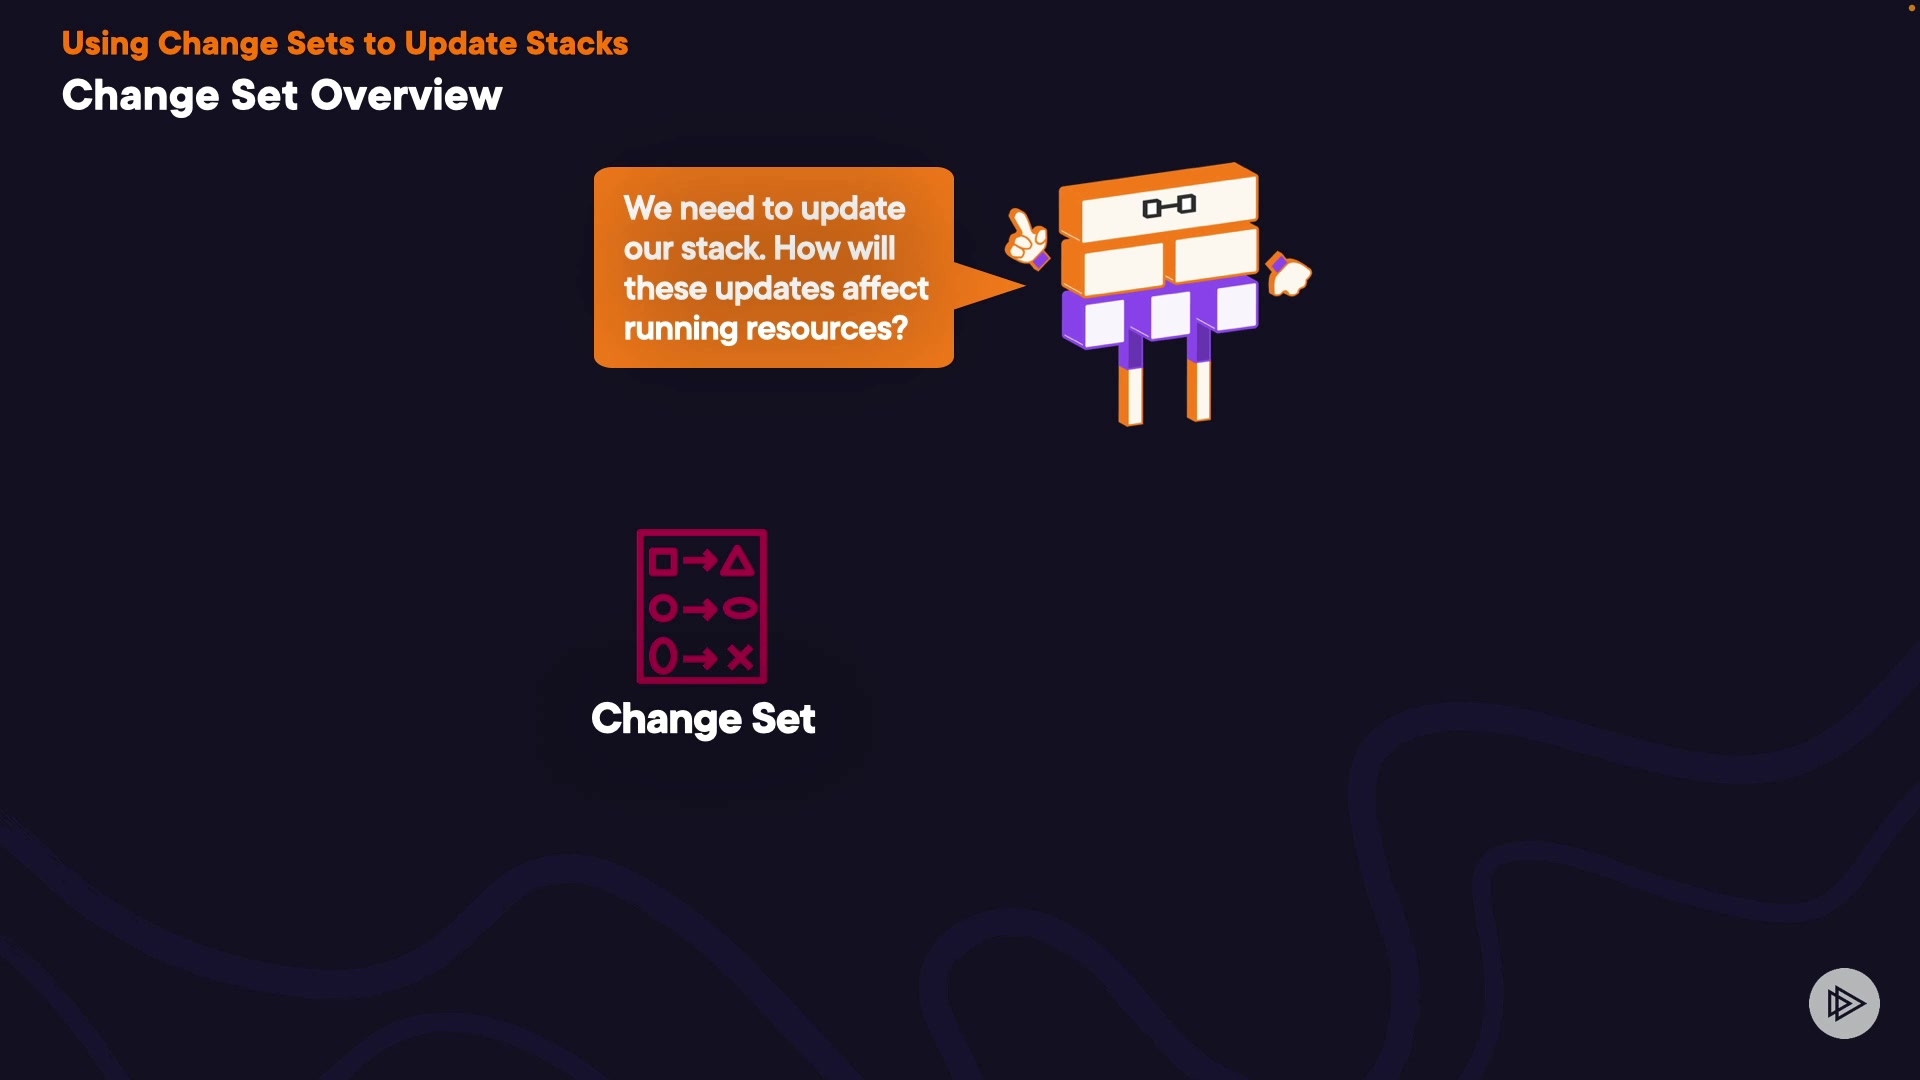 Using Change Sets to Update Stacks
Change Set Overview
We need to update
our stack. How will
these updates affect
running resources?
Change Set